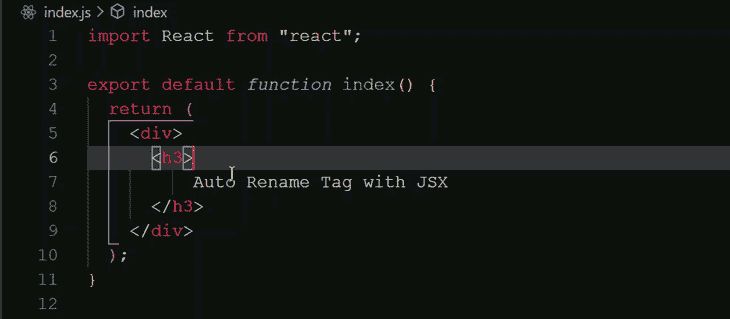 index.js > index
1 import React from "react";
2
3 export default function index() {
4 return (
5 <div>
6 <h3>
7 Auto Rename Tag with JSX
8 </h3>
9 </div>
10 );
11 }
12